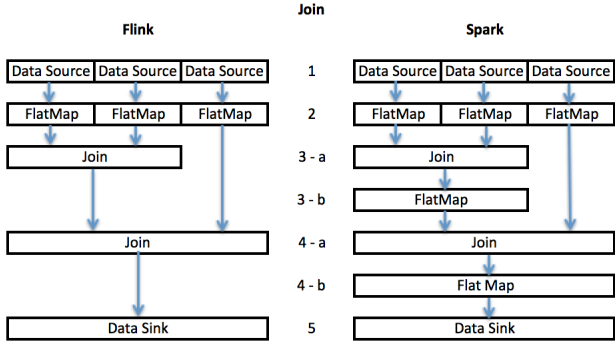 Join
Flink
Spark
Data Source Data Source Data Source 1 Data Source Data Source Data Source
FlatMap FlatMap FlatMap 2 FlatMap FlatMap FlatMap
Join 3 - a Join
3 - b FlatMap
Join 4 - a Join
4 - b Flat Map
Data Sink 5 Data Sink